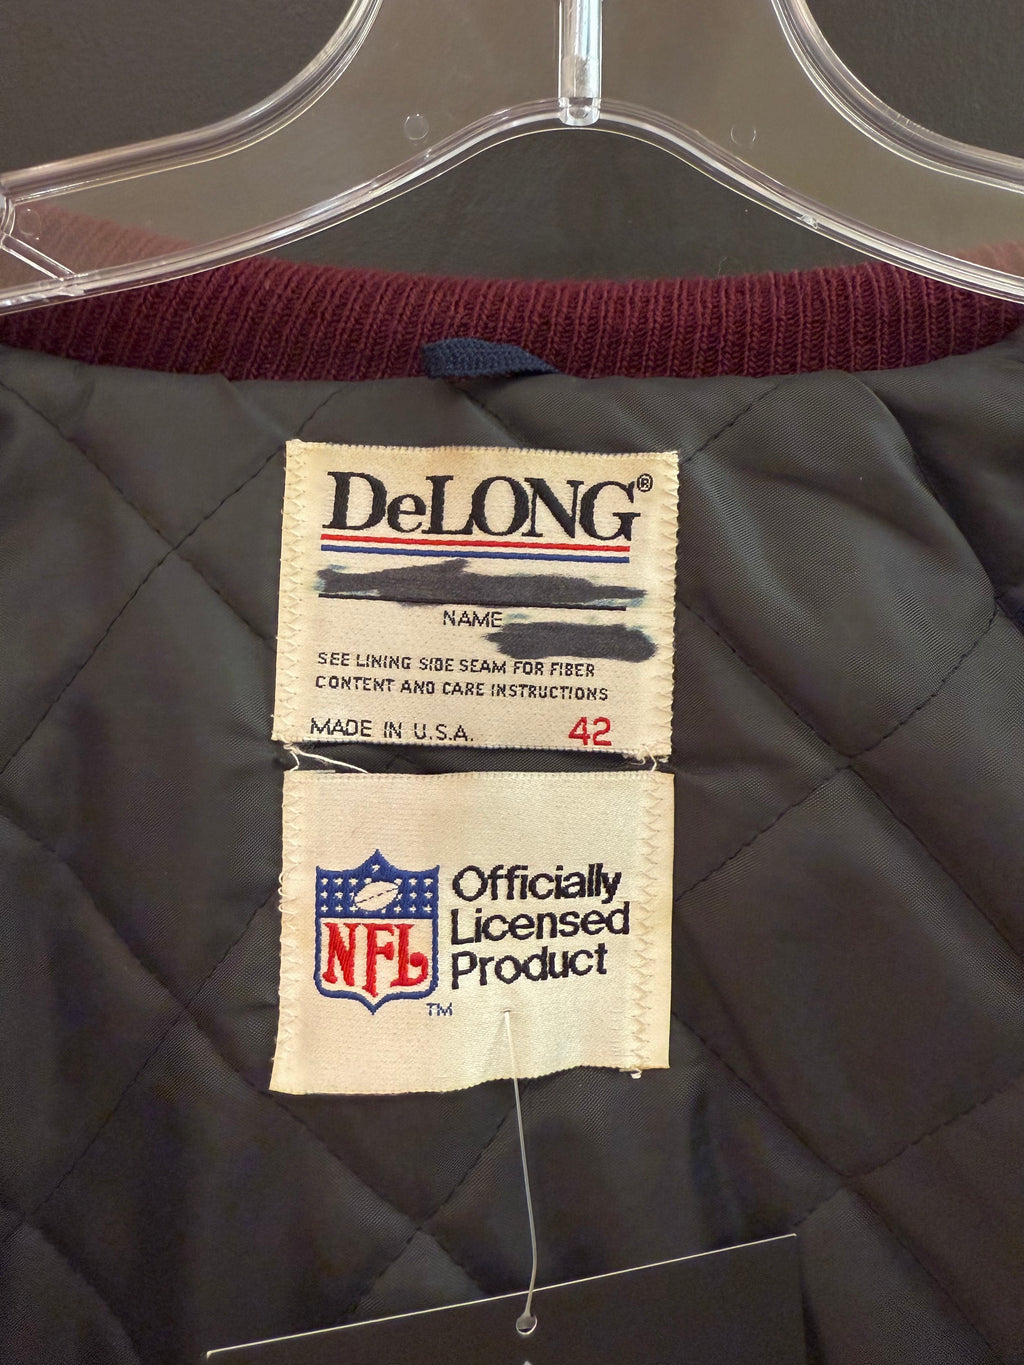 DeLONG®
NAME
SEE LINING SIDE SEAM FOR FIBER
CONTENT AND CARE INSTRUCTIONS
MADE IN U.S.A. 42
NFL
TM
Officially
Licensed
Product